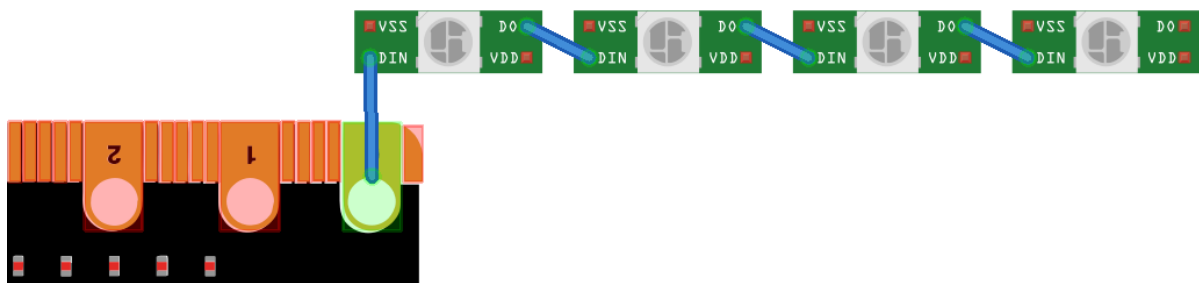 VSS DO VSS DO VSS DO VSS DO
DIN VDD DIN VDD DIN VDD DIN VDD
2 1